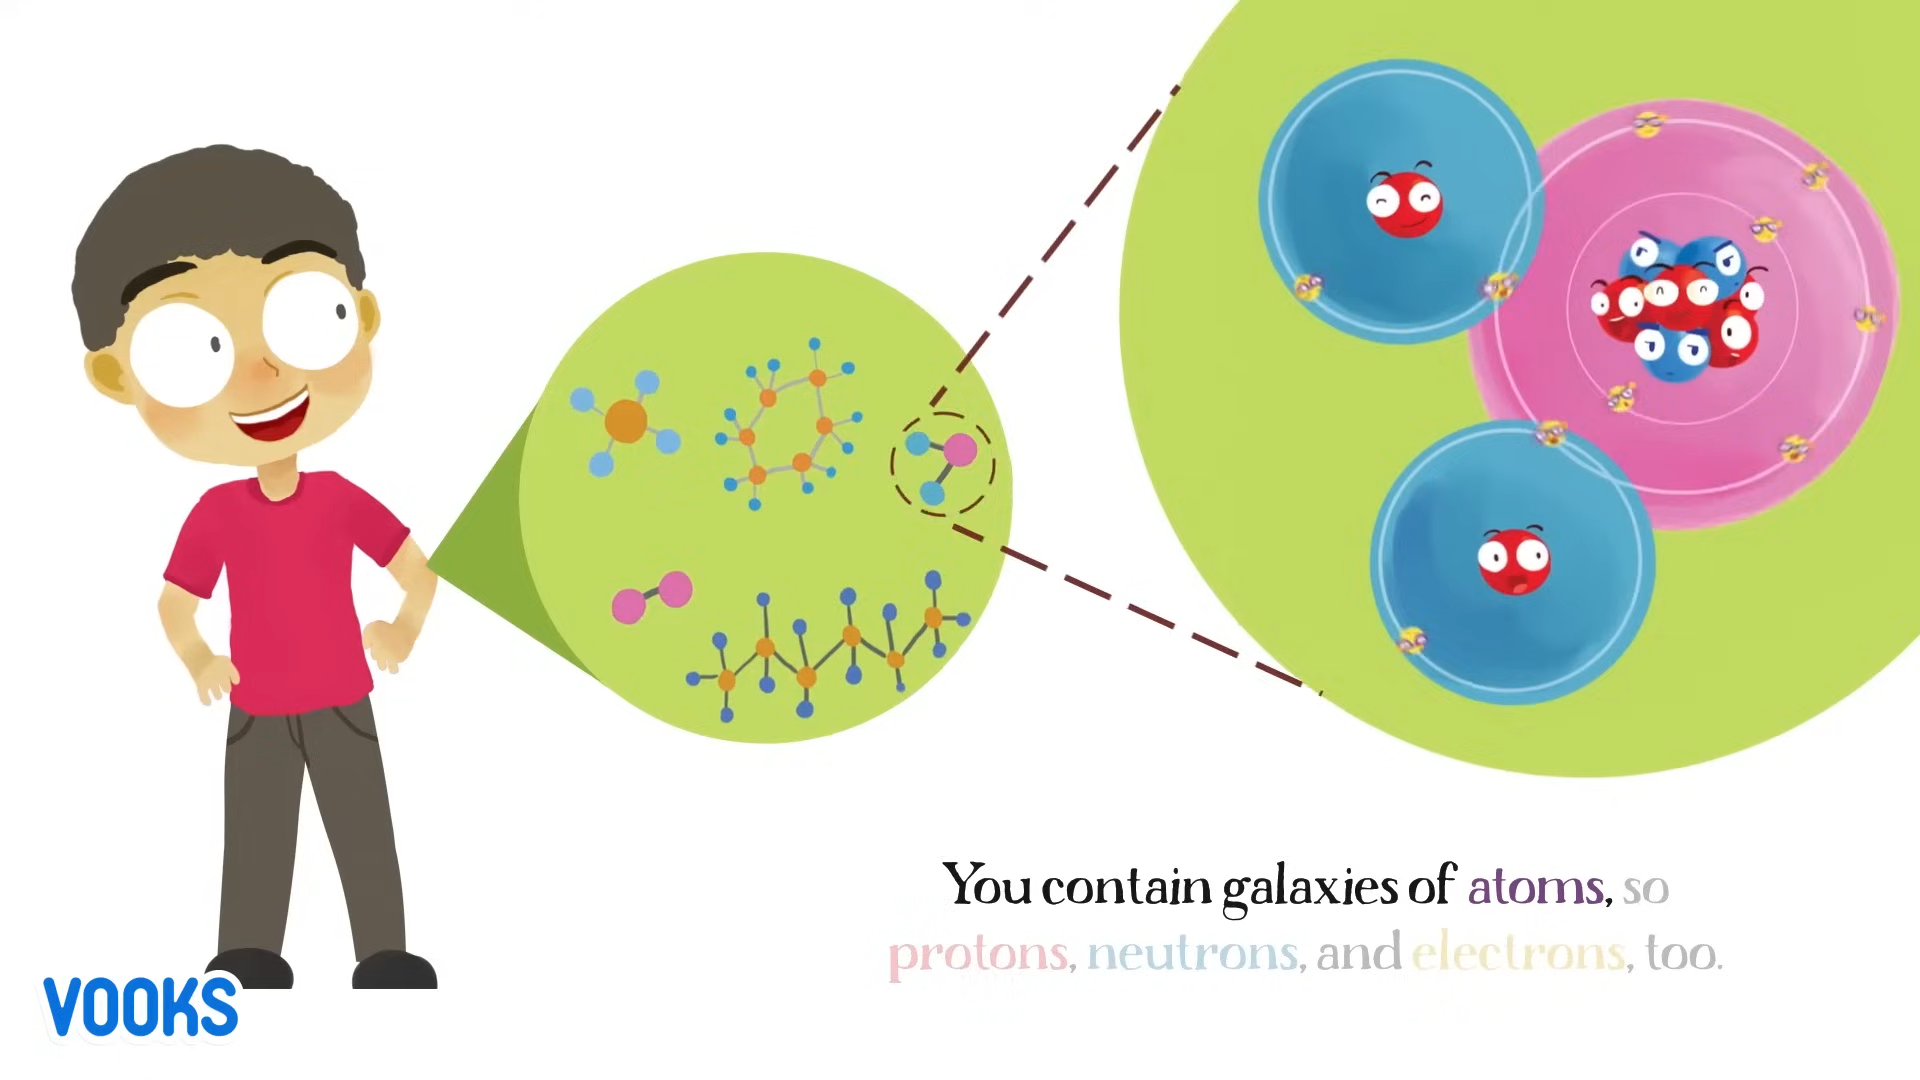 You contain galaxies of atoms, so
protons, neutrons, and electrons, too.
VOOKS